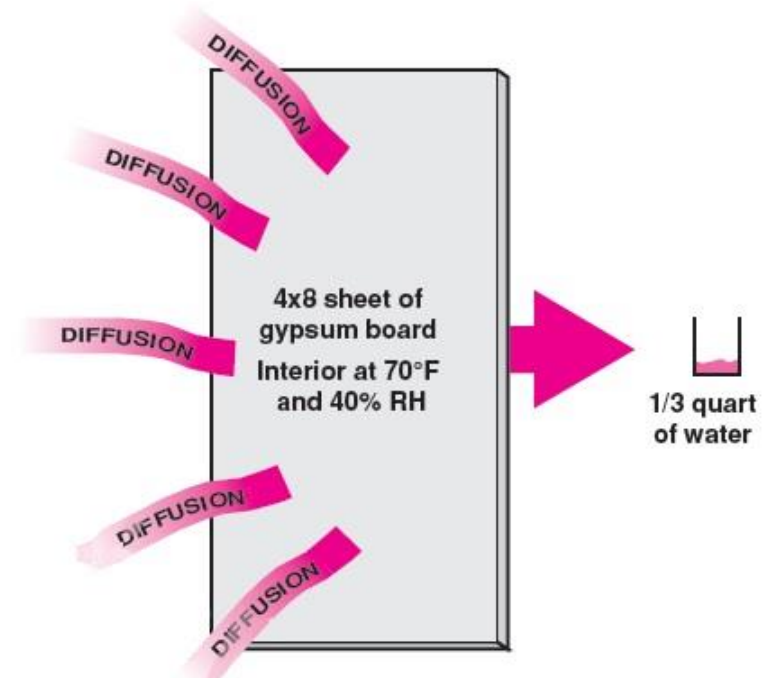 DIFFUSION
DIFFUSION
DIFFUSION
4x8 sheet of
gypsum board
Interior at 70°F
and 40% RH
1/3 quart
of water
DIFFUSION
DIFFUSION